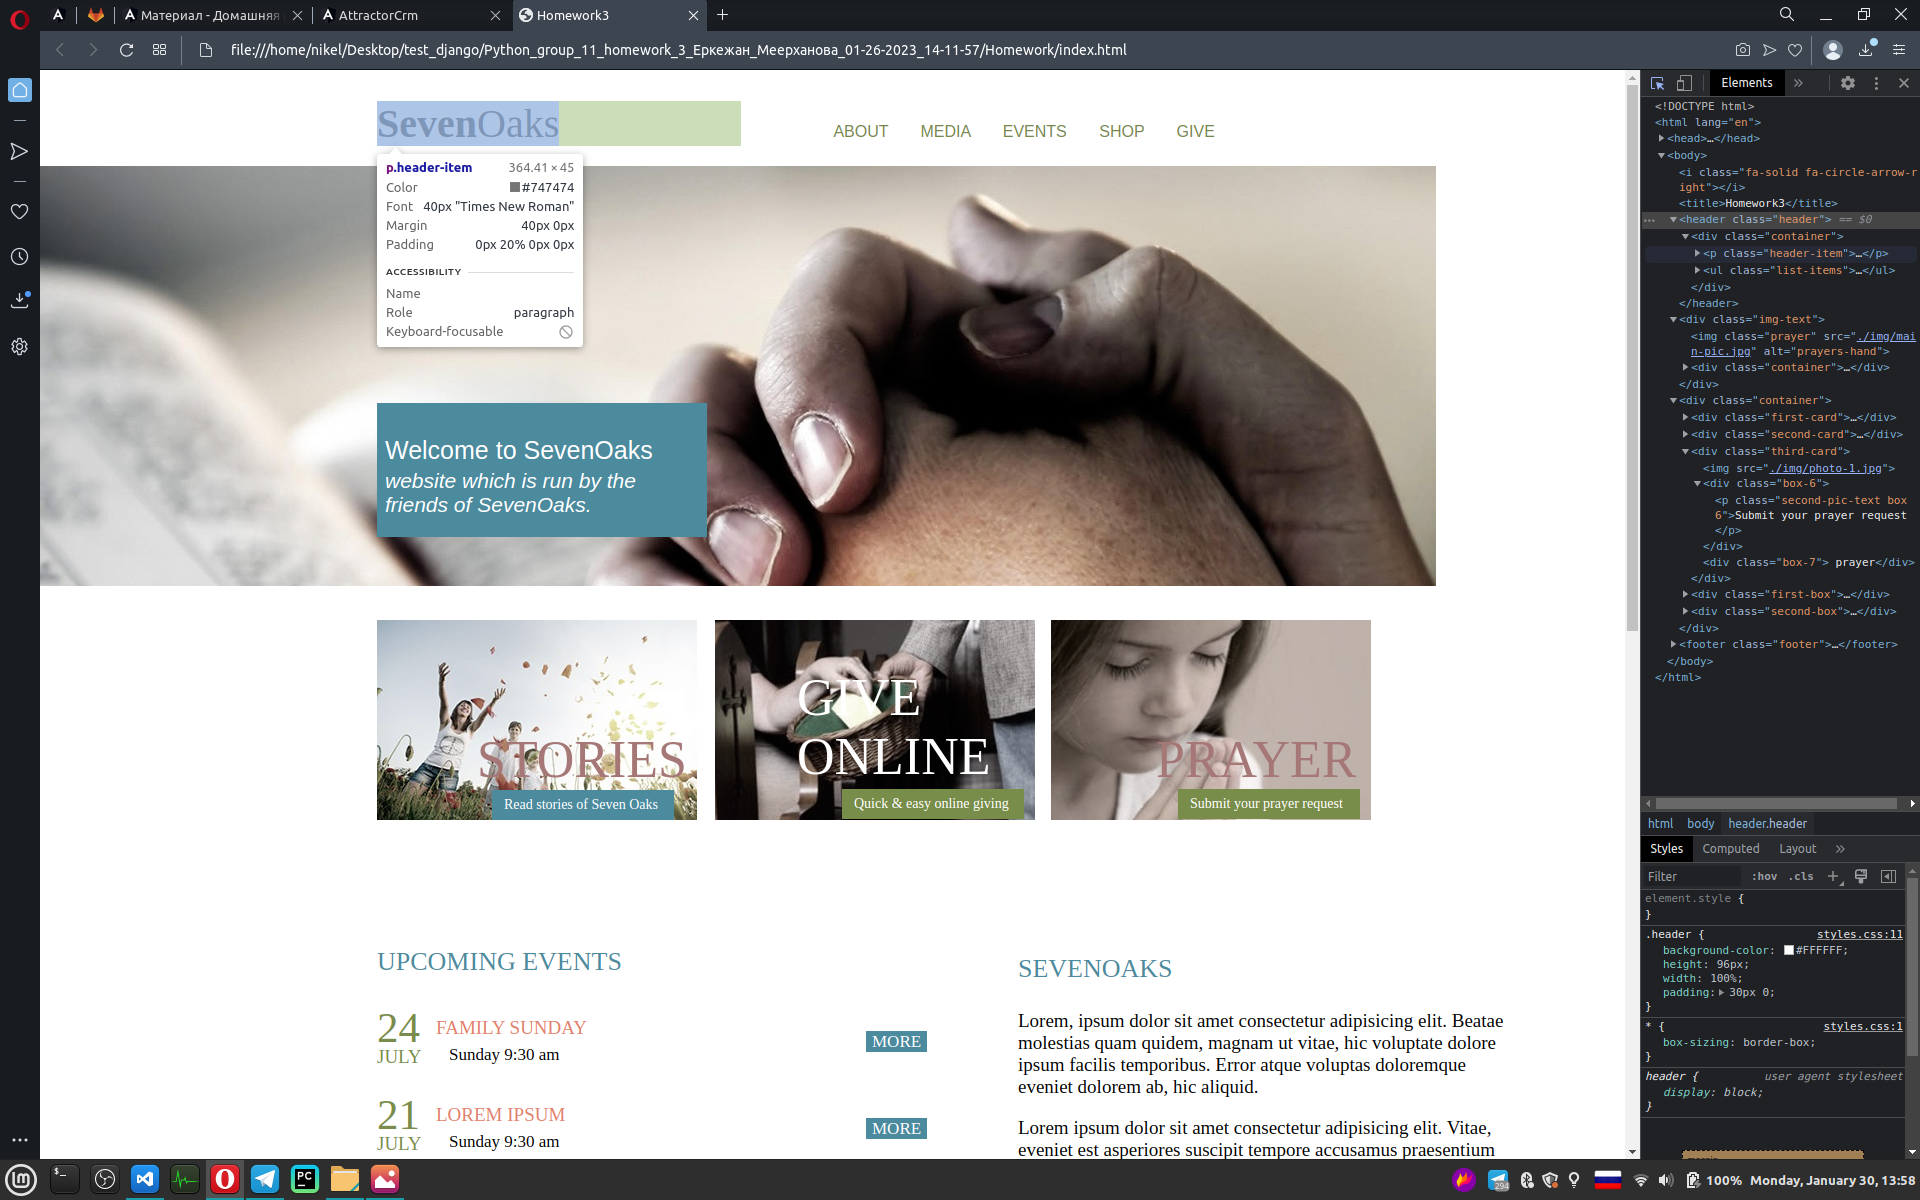 Материал - Домашняя
AttractorCrm
Homework3
file:///home/nikel/Desktop/test_django/Python_group_11_homework_3_Еркежан_Меерханова_01-26-2023_14-11-57/Homework/index.html
SevenOaks
ABOUT MEDIA EVENTS SHOP GIVE
p.header-item 364.41 × 45
Color #747474
Font 40px "Times New Roman"
Margin 40px 0px
Padding 0px 20% 0px 0px
ACCESSIBILITY
Name
Role paragraph
Keyboard-focusable
Welcome to SevenOaks
website which is run by the
friends of SevenOaks.
STORIES
Read stories of Seven Oaks
GIVE
ONLINE
Quick & easy online giving
PRAYER
Submit your prayer request
UPCOMING EVENTS
24
JULY
FAMILY SUNDAY
Sunday 9:30 am
MORE
21
JULY
LOREM IPSUM
Sunday 9:30 am
MORE
SEVENOAKS
Lorem, ipsum dolor sit amet consectetur adipisicing elit. Beatae
molestias quam quidem, magnam ut vitae, hic voluptate dolore
ipsum facilis temporibus. Error atque voluptas doloremque
eveniet dolorem ab, hic aliquid.
Lorem ipsum dolor sit amet consectetur adipisicing elit. Vitae,
eveniet est asperiores suscipit tempore accusamus praesentium
Elements
<!DOCTYPE html>
<html lang="en">
<head>…</head>
<body>
<i class="fa-solid fa-circle-arrow-r
ight"></i>
<title>Homework3</title>
<header class="header"> == $0
<div class="container">
<p class="header-item">…</p>
<ul class="list-items">…</ul>
</div>
</header>
<div class="img-text">
<img class="prayer" src="./img/mai
n-pic.jpg" alt="prayers-hand">
<div class="container">…</div>
</div>
<div class="container">
<div class="first-card">…</div>
<div class="second-card">…</div>
<div class="third-card">
<img src="./img/photo-1.jpg">
<div class="box-6">
<p class="second-pic-text box
6">Submit your prayer request
</p>
</div>
<div class="box-7"> prayer</div>
</div>
<div class="first-box">…</div>
<div class="second-box">…</div>
</div>
<footer class="footer">…</footer>
</body>
</html>
html body header.header
Styles Computed Layout
Filter :hov .cls
element.style {
}
.header { styles.css:11
background-color: #FFFFFF;
height: 96px;
width: 100%;
padding: 30px 0;
}
* { styles.css:1
box-sizing: border-box;
}
header { user agent stylesheet
display: block;
}
294
100% Monday, January 30, 13:58